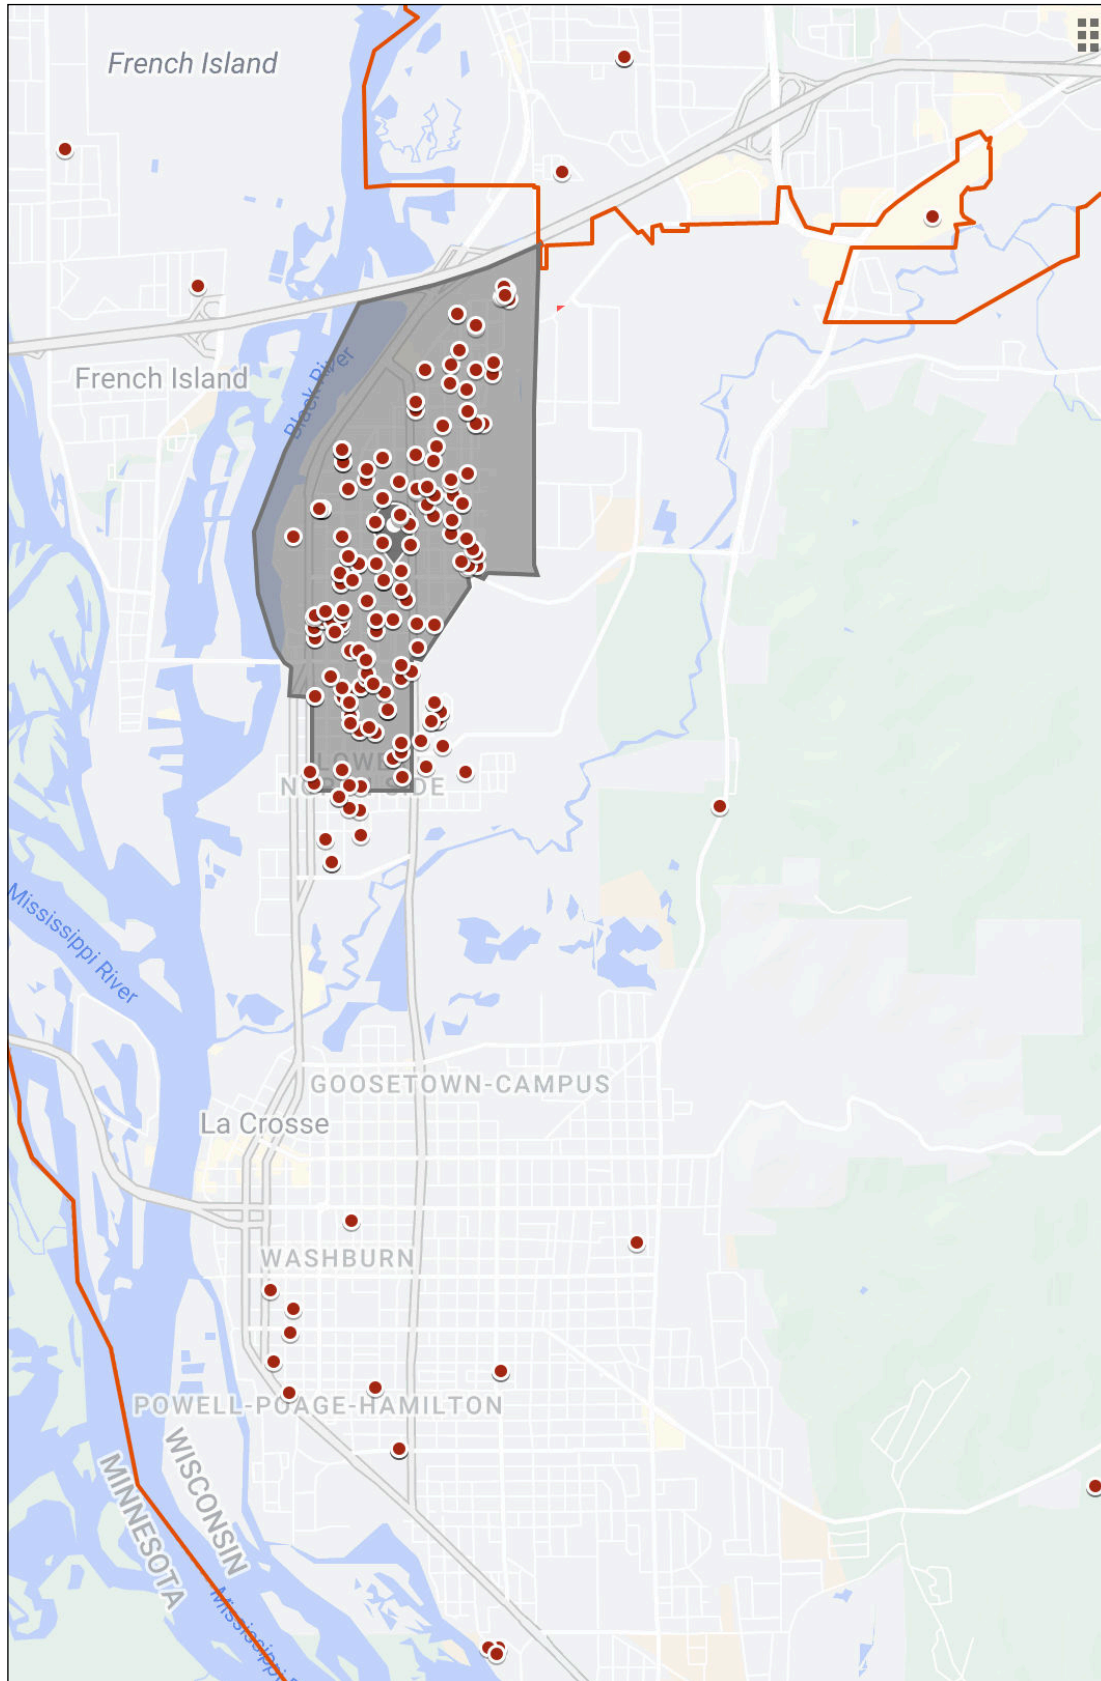 French Island
Black River
French Island
LOWER
NORTH SIDE
Mississippi River
GOOSETOWN-CAMPUS
La Crosse
WASHBURN
POWELL-POAGE-HAMILTON
WISCONSIN
MINNESOTA
Mississippi